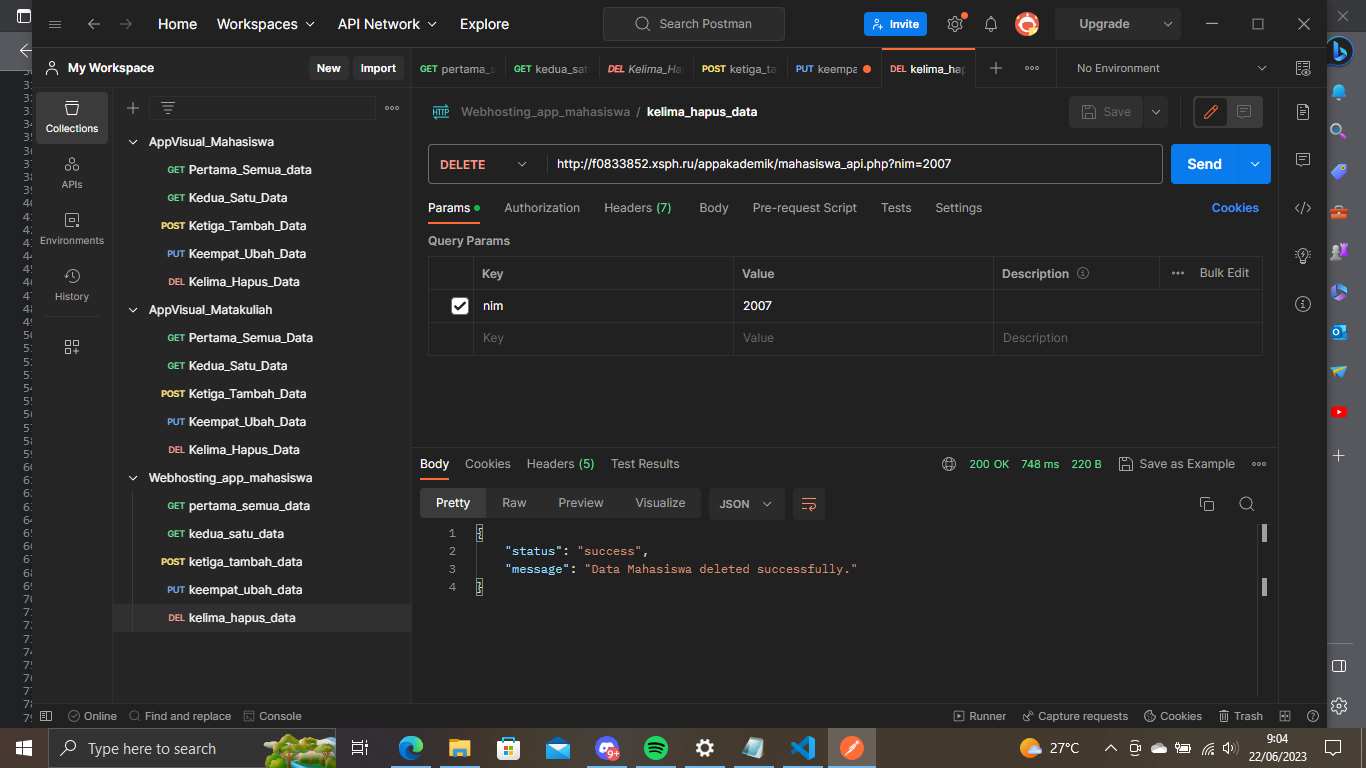 Home
Workspaces
API Network
Explore
Search Postman
Invite
Upgrade
My Workspace
New
Import
GET pertama_s
GET kedua_sat
DEL Kelima_Ha
POST ketiga_ta
PUT keempa
DEL kelima_hap
No Environment
Collections
APIs
Environments
History
AppVisual_Mahasiswa
GET Pertama_Semua_data
GET Kedua_Satu_Data
POST Ketiga_Tambah_Data
PUT Keempat_Ubah_Data
DEL Kelima_Hapus_Data
AppVisual_Matakuliah
GET Pertama_Semua_Data
GET Kedua_Satu_Data
POST Ketiga_Tambah_Data
PUT Keempat_Ubah_Data
DEL Kelima_Hapus_Data
Webhosting_app_mahasiswa
GET pertama_semua_data
GET kedua_satu_data
POST ketiga_tambah_data
PUT keempat_ubah_data
DEL kelima_hapus_data
HTTP Webhosting_app_mahasiswa / kelima_hapus_data
Save
DELETE
http://f0833852.xsph.ru/appakademik/mahasiswa_api.php?nim=2007
Send
Params
Authorization
Headers (7)
Body
Pre-request Script
Tests
Settings
Cookies
Query Params
Key
Value
Description
Bulk Edit
nim
2007
Key
Value
Description
Body
Cookies
Headers (5)
Test Results
200 OK
748 ms
220 B
Save as Example
Pretty
Raw
Preview
Visualize
JSON
1 {
2 "status": "success",
3 "message": "Data Mahasiswa deleted successfully."
4 }
Online
Find and replace
Console
Runner
Capture requests
Cookies
Trash
Type here to search
9+
27°C
9:04
22/06/2023